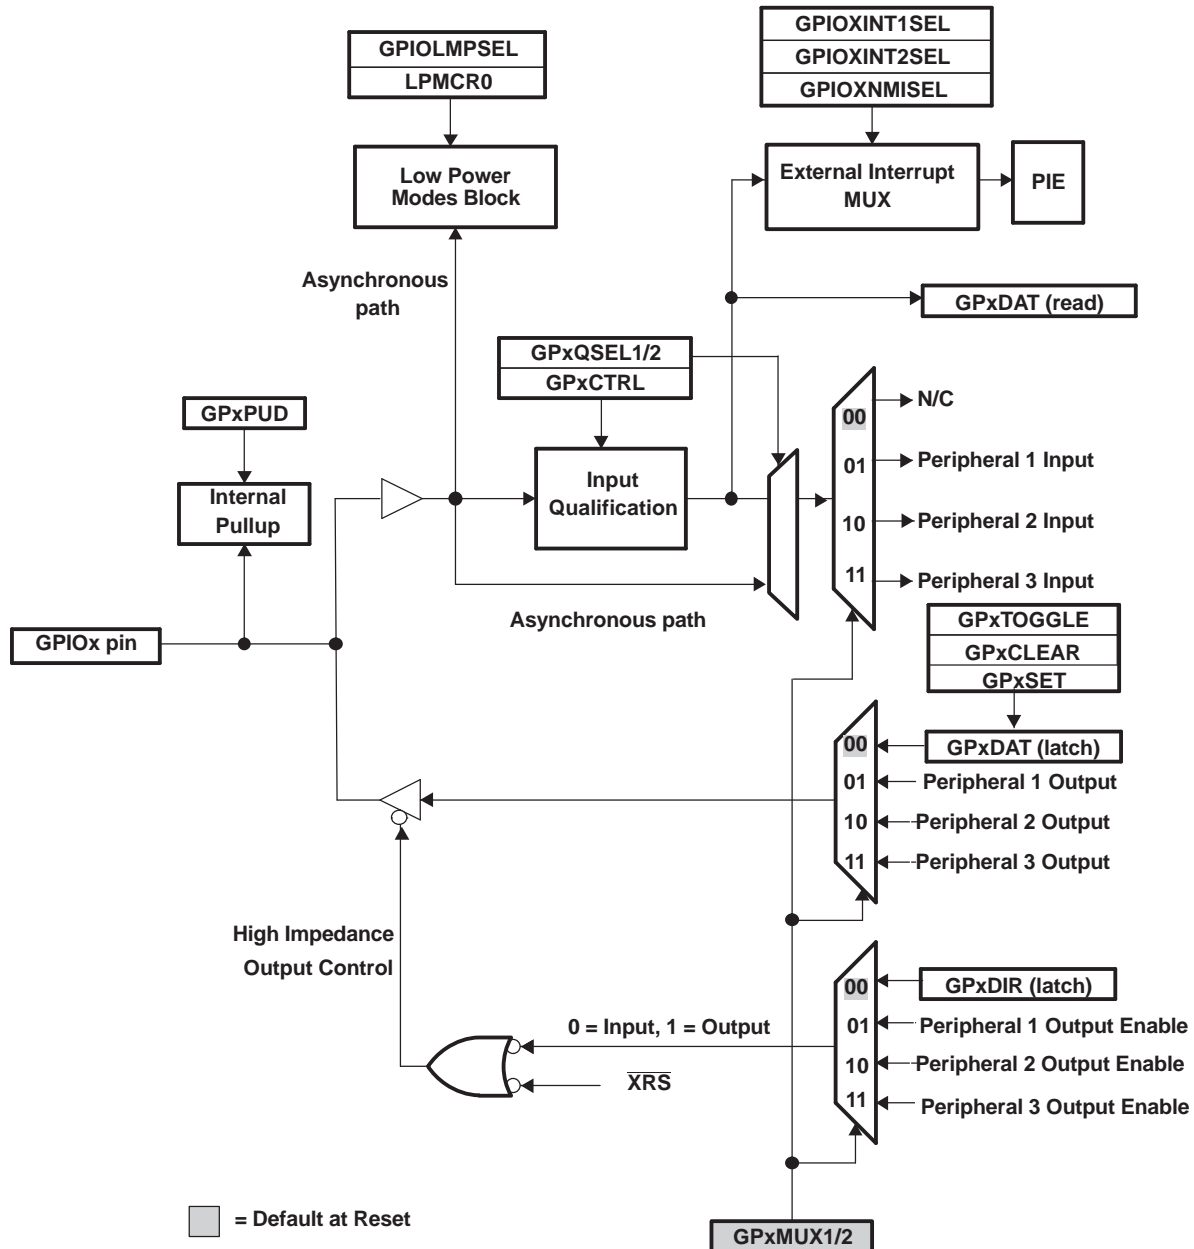 GPIOLMPSEL
LPMCR0
Low Power
Modes Block
GPIOXINT1SEL
GPIOXINT2SEL
GPIOXNMISEL
External Interrupt
MUX
PIE
Asynchronous
path
GPxDAT (read)
GPxQSEL1/2
GPxCTRL
GPxPUD
Internal
Pullup
Input
Qualification
00
01
10
11
N/C
Peripheral 1 Input
Peripheral 2 Input
Peripheral 3 Input
Asynchronous path
GPIOx pin
GPxTOGGLE
GPxCLEAR
GPxSET
00
01
10
11
GPxDAT (latch)
Peripheral 1 Output
Peripheral 2 Output
Peripheral 3 Output
High Impedance
Output Control
00
01
10
11
GPxDIR (latch)
Peripheral 1 Output Enable
Peripheral 2 Output Enable
Peripheral 3 Output Enable
0 = Input, 1 = Output
XRS
= Default at Reset
GPxMUX1/2